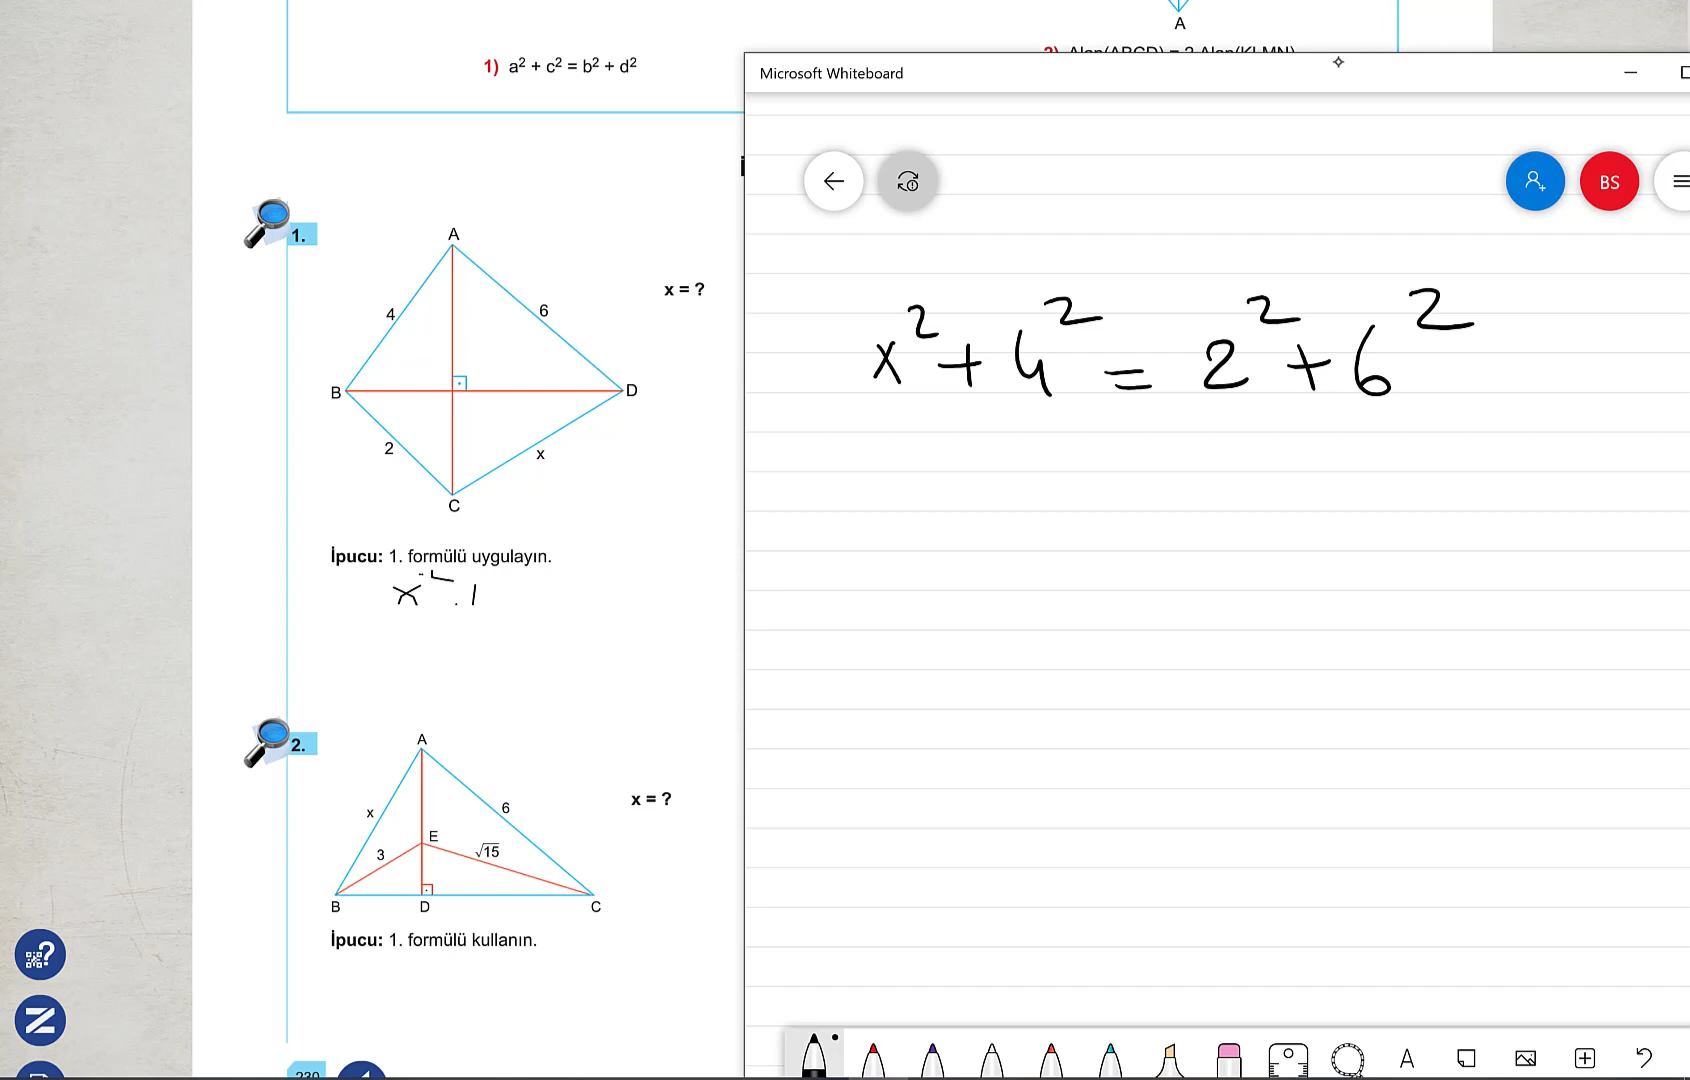 A
1) a² + c² = b² + d²
Microsoft Whiteboard
BS
1.
A
4
6
x = ?
B
D
2
x
C
İpucu: 1. formülü uygulayın.
x² + 4² = 2² + 6²
2.
A
x
6
x = ?
E
3
√15
B
D
C
İpucu: 1. formülü kullanın.
A